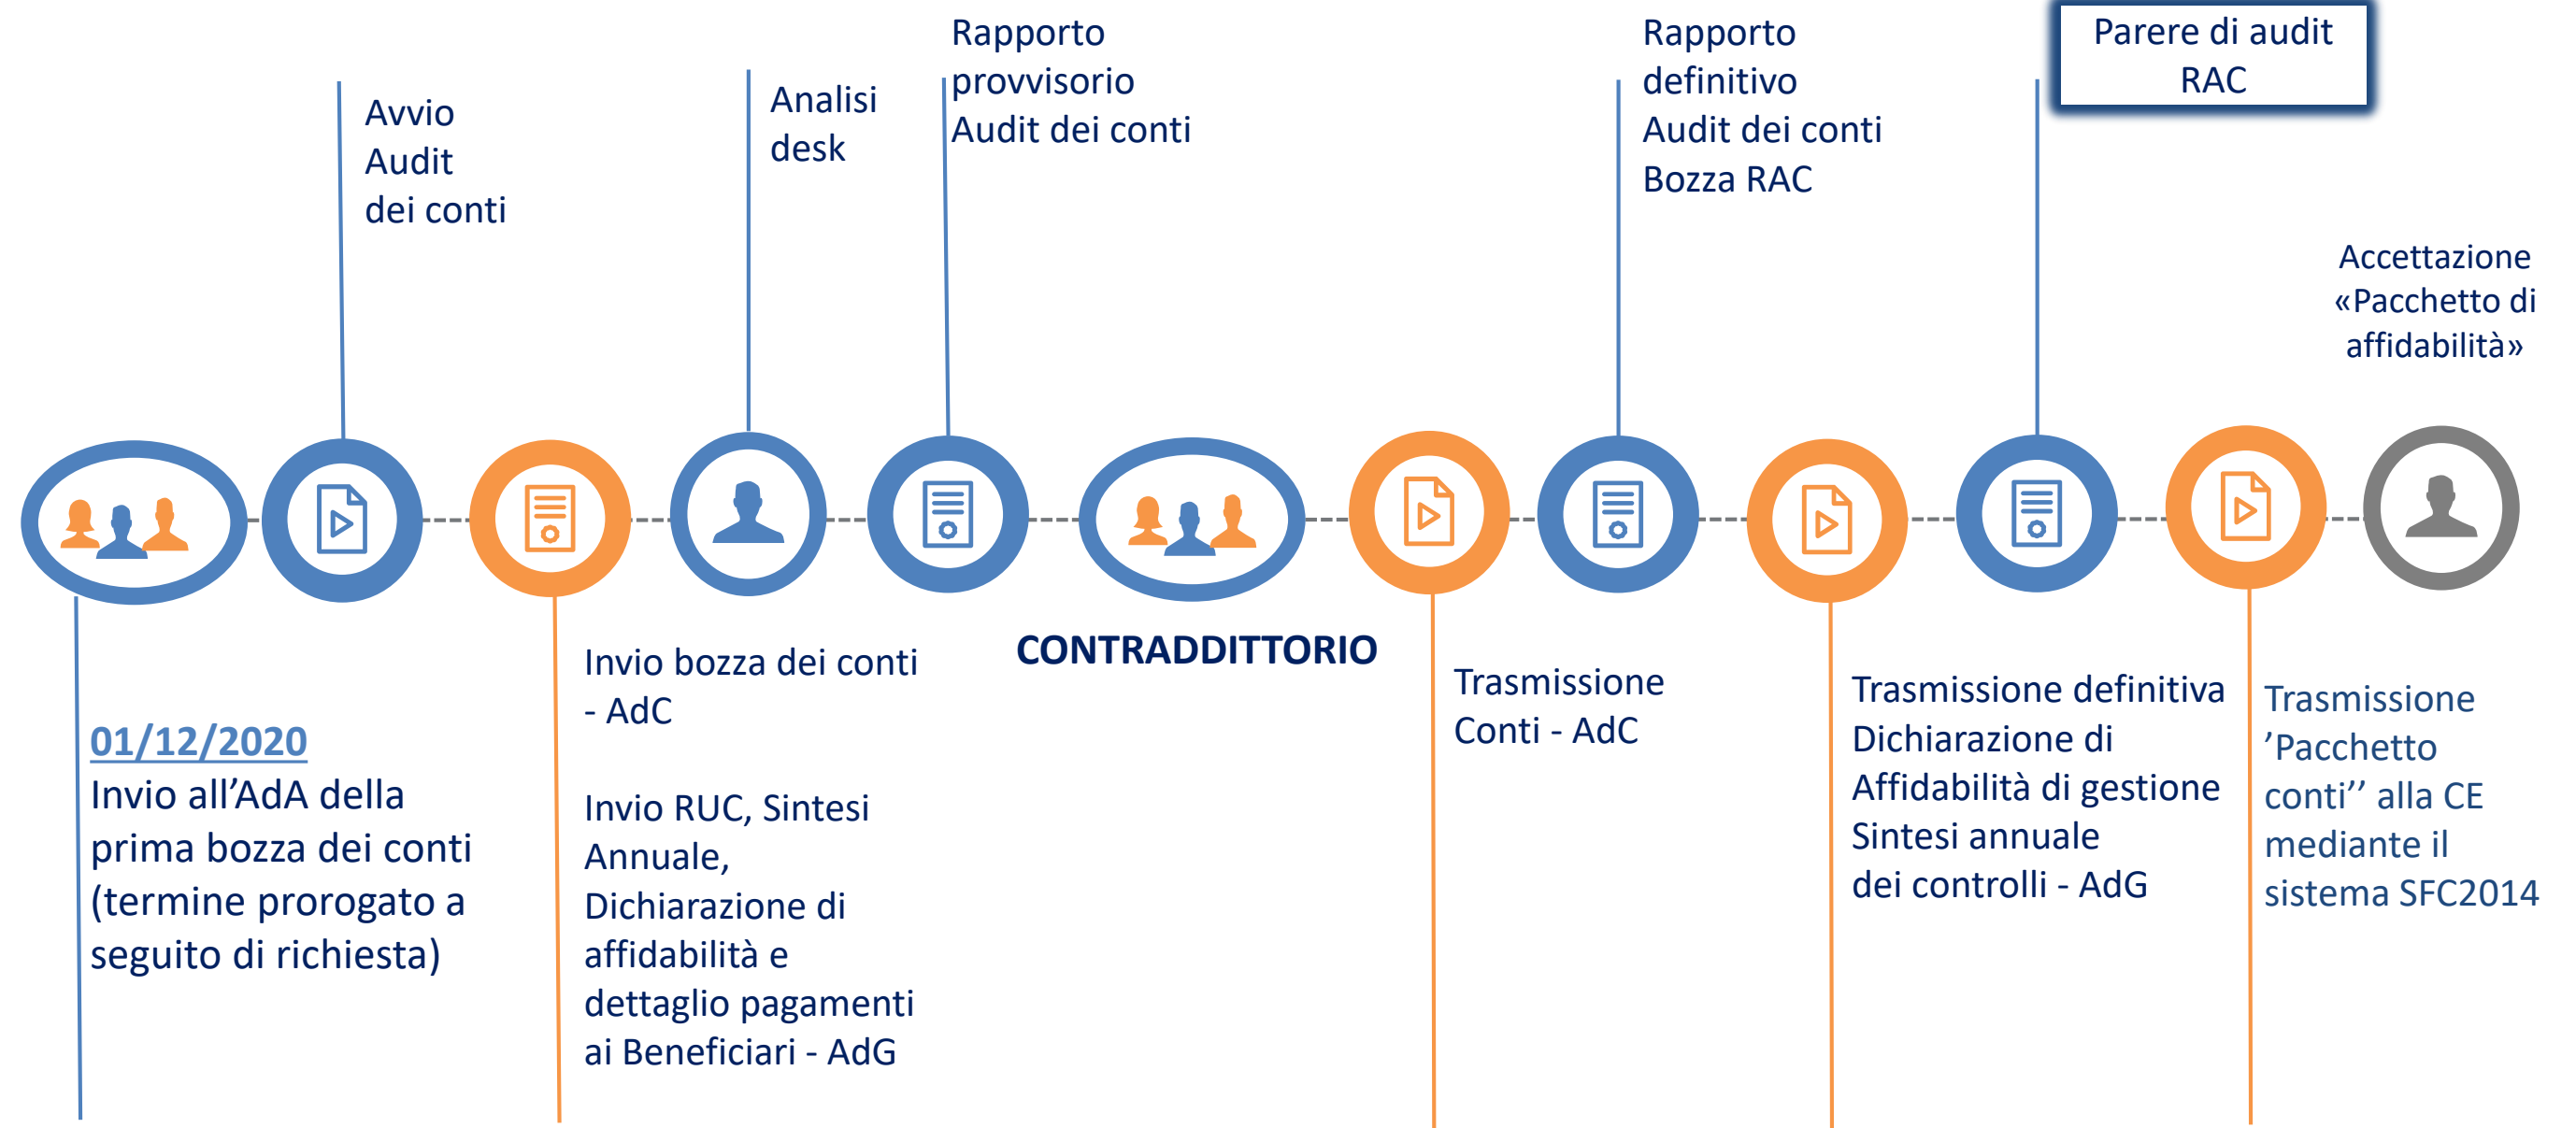 Avvio
Audit
dei conti
Analisi
desk
Rapporto
provvisorio
Audit dei conti
Rapporto
definitivo
Audit dei conti
Bozza RAC
Parere di audit
RAC
Accettazione
«Pacchetto di
affidabilità»
01/12/2020
Invio all’AdA della
prima bozza dei conti
(termine prorogato a
seguito di richiesta)
Invio bozza dei conti
- AdC
Invio RUC, Sintesi
Annuale,
Dichiarazione di
affidabilità e
dettaglio pagamenti
ai Beneficiari - AdG
CONTRADDITTORIO
Trasmissione
Conti - AdC
Trasmissione definitiva
Dichiarazione di
Affidabilità di gestione
Sintesi annuale
dei controlli - AdG
Trasmissione
’Pacchetto
conti’’ alla CE
mediante il
sistema SFC2014